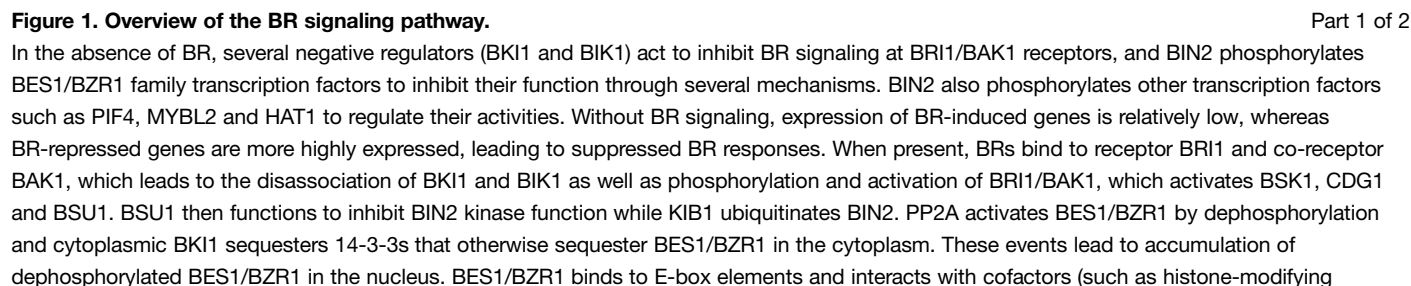 Figure 1. Overview of the BR signaling pathway. Part 1 of 2
In the absence of BR, several negative regulators (BKI1 and BIK1) act to inhibit BR signaling at BRI1/BAK1 receptors, and BIN2 phosphorylates
BES1/BZR1 family transcription factors to inhibit their function through several mechanisms. BIN2 also phosphorylates other transcription factors
such as PIF4, MYBL2 and HAT1 to regulate their activities. Without BR signaling, expression of BR-induced genes is relatively low, whereas
BR-repressed genes are more highly expressed, leading to suppressed BR responses. When present, BRs bind to receptor BRI1 and co-receptor
BAK1, which leads to the disassociation of BKI1 and BIK1 as well as phosphorylation and activation of BRI1/BAK1, which activates BSK1, CDG1
and BSU1. BSU1 then functions to inhibit BIN2 kinase function while KIB1 ubiquitinates BIN2. PP2A activates BES1/BZR1 by dephosphorylation
and cytoplasmic BKI1 sequesters 14-3-3s that otherwise sequester BES1/BZR1 in the cytoplasm. These events lead to accumulation of
dephosphorylated BES1/BZR1 in the nucleus. BES1/BZR1 binds to E-box elements and interacts with cofactors (such as histone-modifying